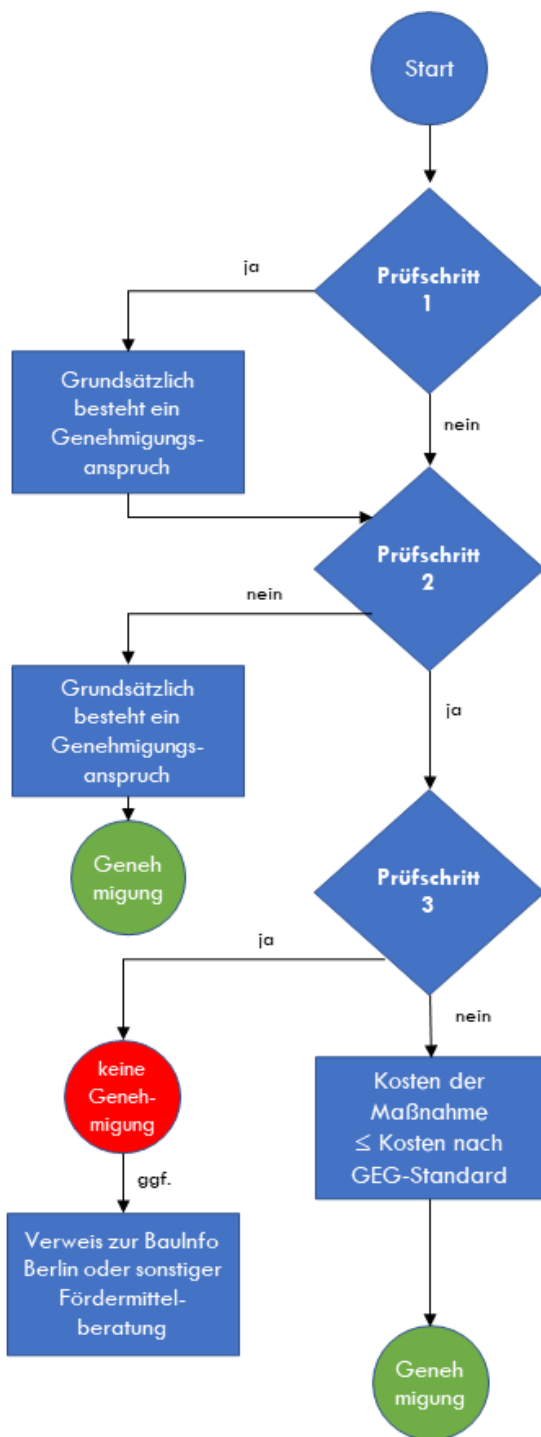 Start
ja
Prüfschritt
1
Grundsätzlich
besteht ein
Genehmigungs-
anspruch
nein
Prüfschritt
2
nein
Grundsätzlich
besteht ein
Genehmigungs-
anspruch
ja
Geneh
migung
Prüfschritt
3
ja
nein
keine
Geneh-
migung
Kosten der
Maßnahme
≤ Kosten nach
GEG-Standard
ggf.
Verweis zur BauInfo
Berlin oder sonstiger
Fördermittel-
beratung
Geneh
migung